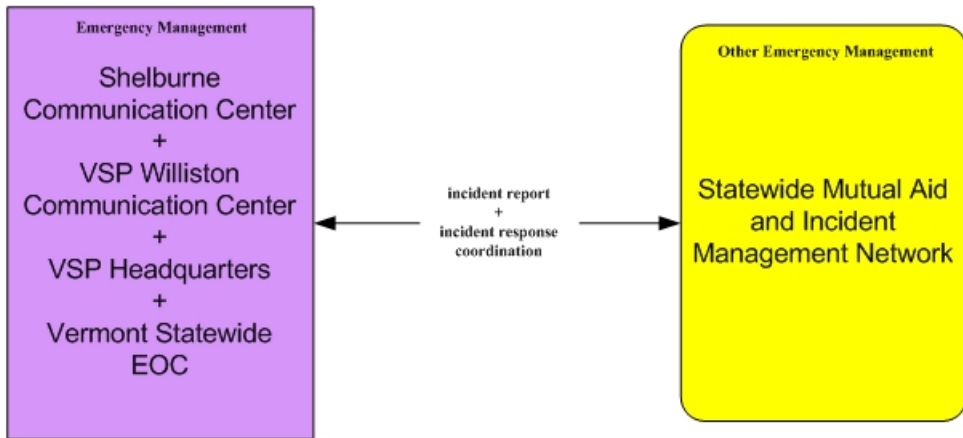 Emergency Management
Shelburne
Communication Center
+
VSP Williston
Communication Center
+
VSP Headquarters
+
Vermont Statewide
EOC
incident report
+
incident response
coordination
Other Emergency Management
Statewide Mutual Aid
and Incident
Management Network